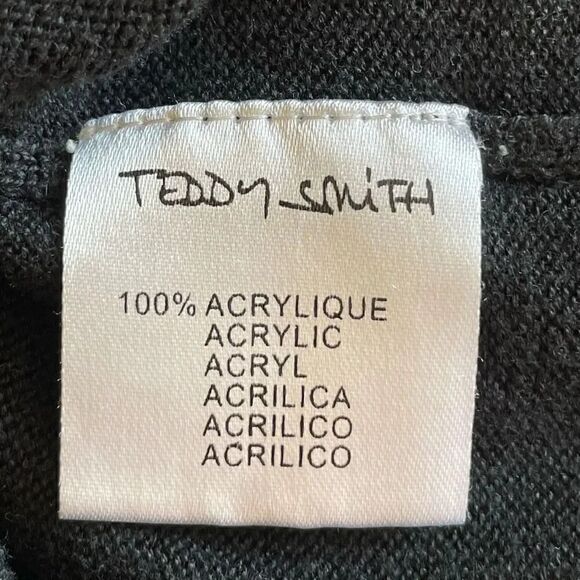 TEDDY SMiTH
100% ACRYLIQUE
ACRYLIC
ACRYL
ACRILICA
ACRILICO
ACRILICO